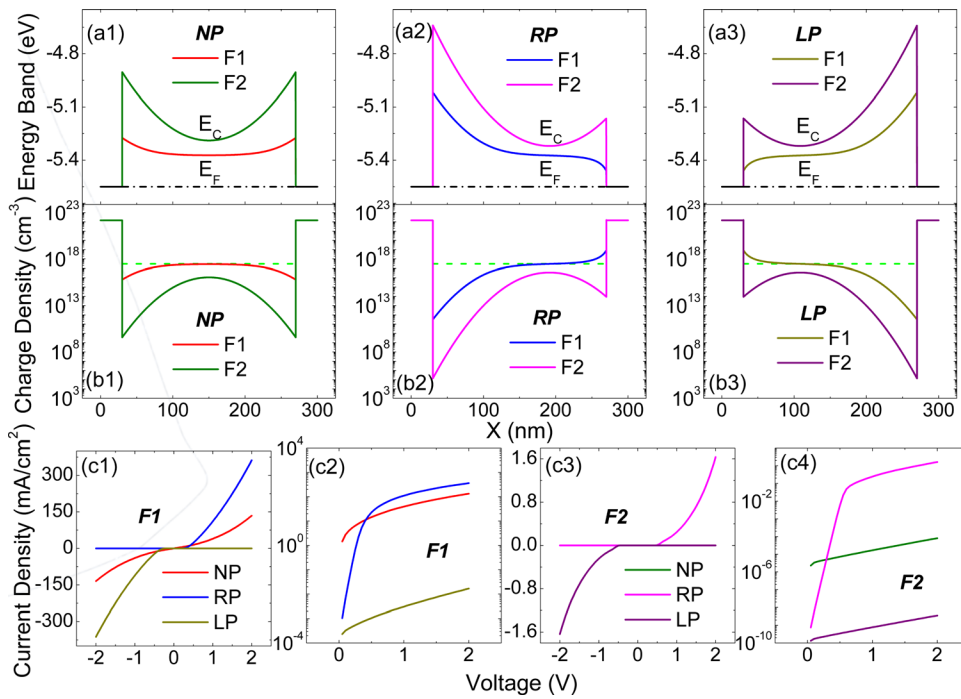 (a1) NP
F1
F2
E_C
E_F
-4.8
-5.1
-5.4
Energy Band (eV)
(a2) RP
F1
F2
E_C
E_F
-4.8
-5.1
-5.4
(a3) LP
F1
F2
E_C
E_F
-4.8
-5.1
-5.4
Charge Density (cm^-3)
10^23
10^18
10^13
10^8
10^3
NP
F1
F2
(b1)
0 100 200 300
RP
F1
F2
(b2)
0 100 200 300
LP
F1
F2
(b3)
0 100 200 300
X (nm)
Current Density (mA/cm^2)
(c1)
300
150
0
-150
-300
F1
NP
RP
LP
-2 -1 0 1 2
(c2)
10^4
10^0
10^-4
F1
0 1 2
(c3)
1.6
0.8
0.0
-0.8
-1.6
F2
NP
RP
LP
-2 -1 0 1 2
(c4)
10^-2
10^-6
10^-10
F2
0 1 2
Voltage (V)